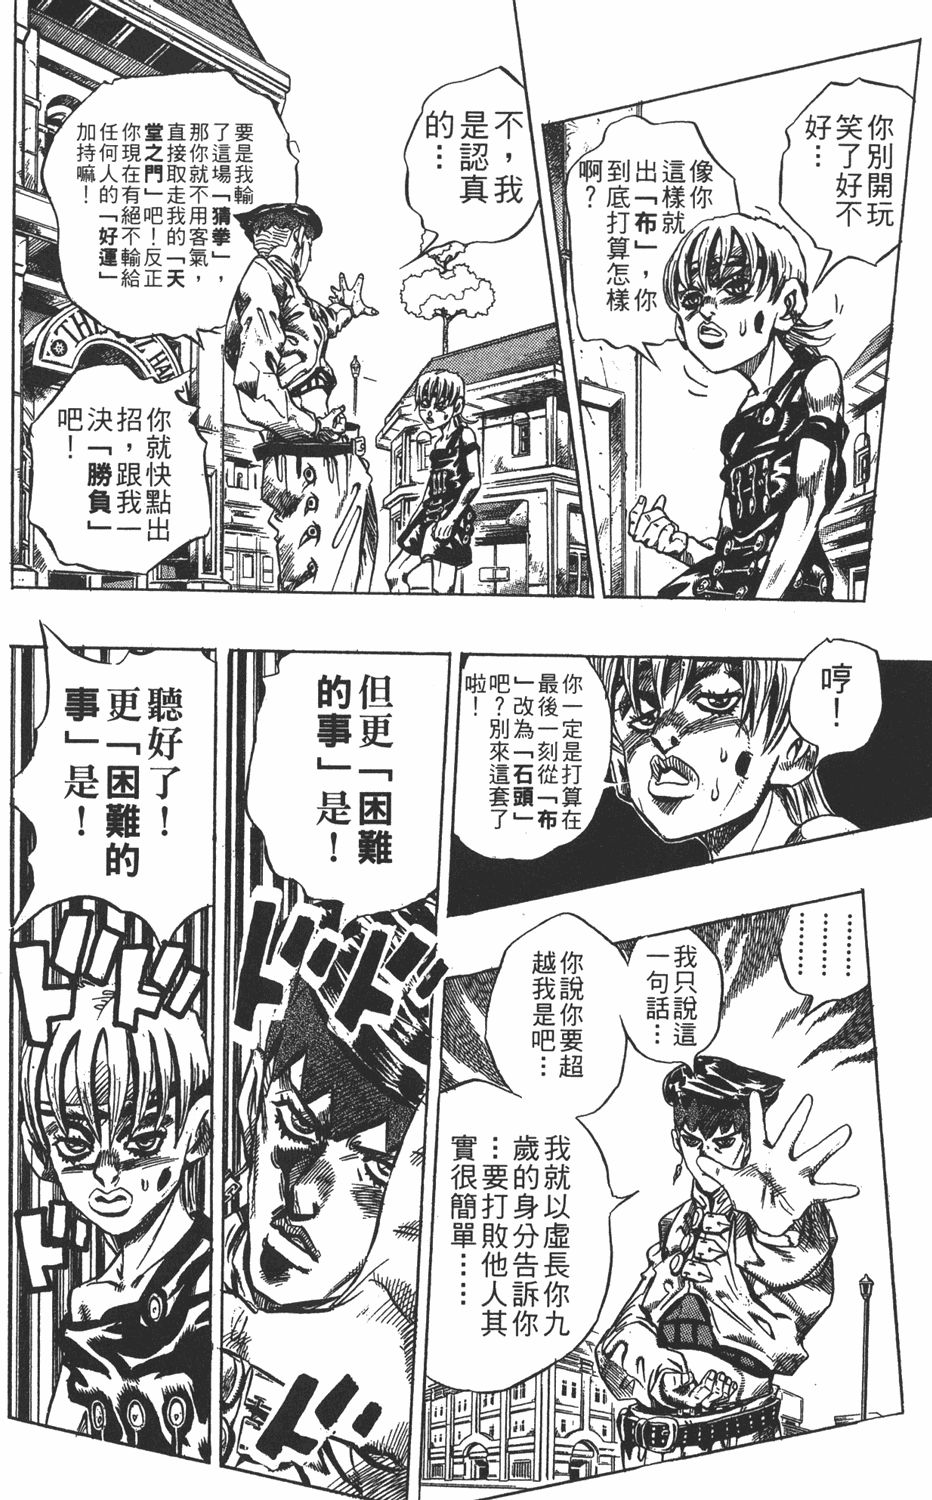 你別開玩
笑了好不
好…
像你
這樣就
出「布」，你
到底打算怎樣
啊？
不，我
是認真
的…
要是我輸
了這場「猜拳」，
那你就不用客氣，
直接取走我的「天
堂之門」吧！反正
你現在有絕不輸給
任何人的「好運」
加持嘛！
你就快點出
招，跟我一
決「勝負」
吧！
THE
HA
哼！
你一定是打算在
最後一刻從「布
」改為「石頭」
吧？別來這套了
啦！
…………
…………
我只說這
一句話…
你說你要超
越我是吧…
我就以虛長你九
歲的身分告訴你
…要打敗他人其
實很簡單……
但更「困難
的事」是！
ドドド
聽好了！
更「困難的
事」是！
ドドド
ドド